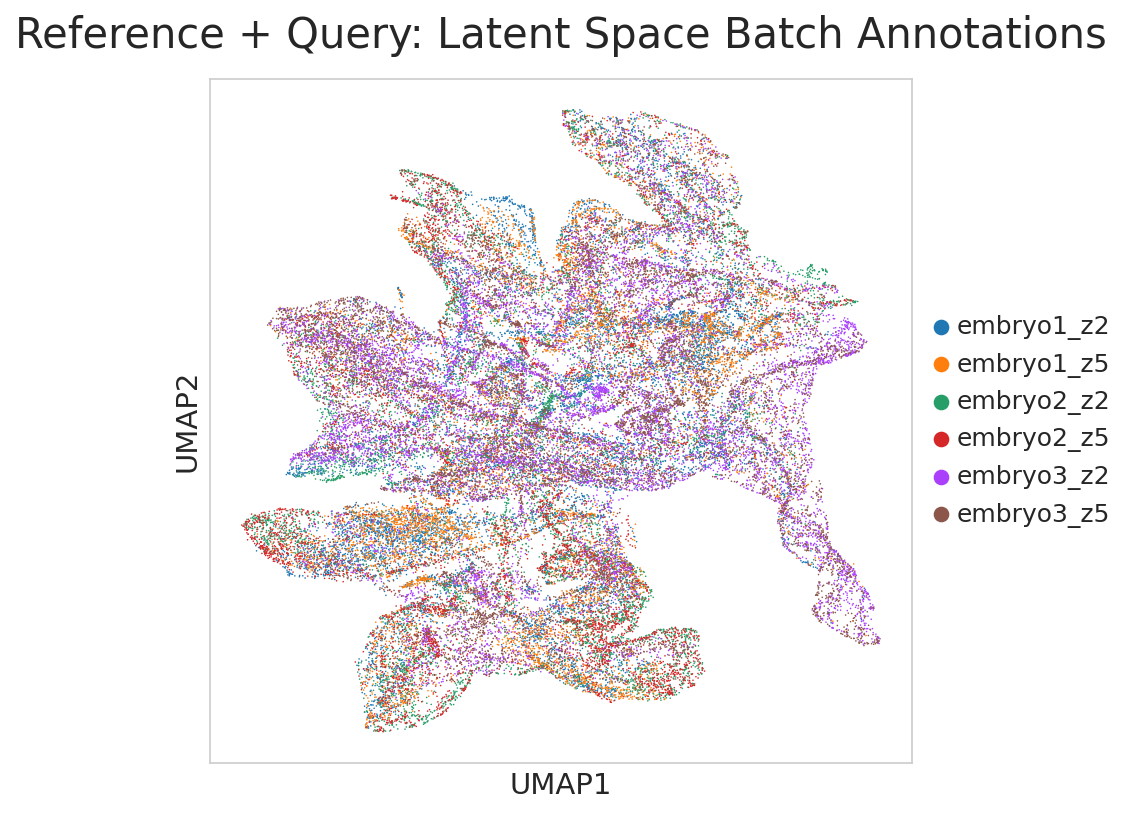 Reference + Query: Latent Space Batch Annotations
UMAP2
embryo1_z2
embryo1_z5
embryo2_z2
embryo2_z5
embryo3_z2
embryo3_z5
UMAP1